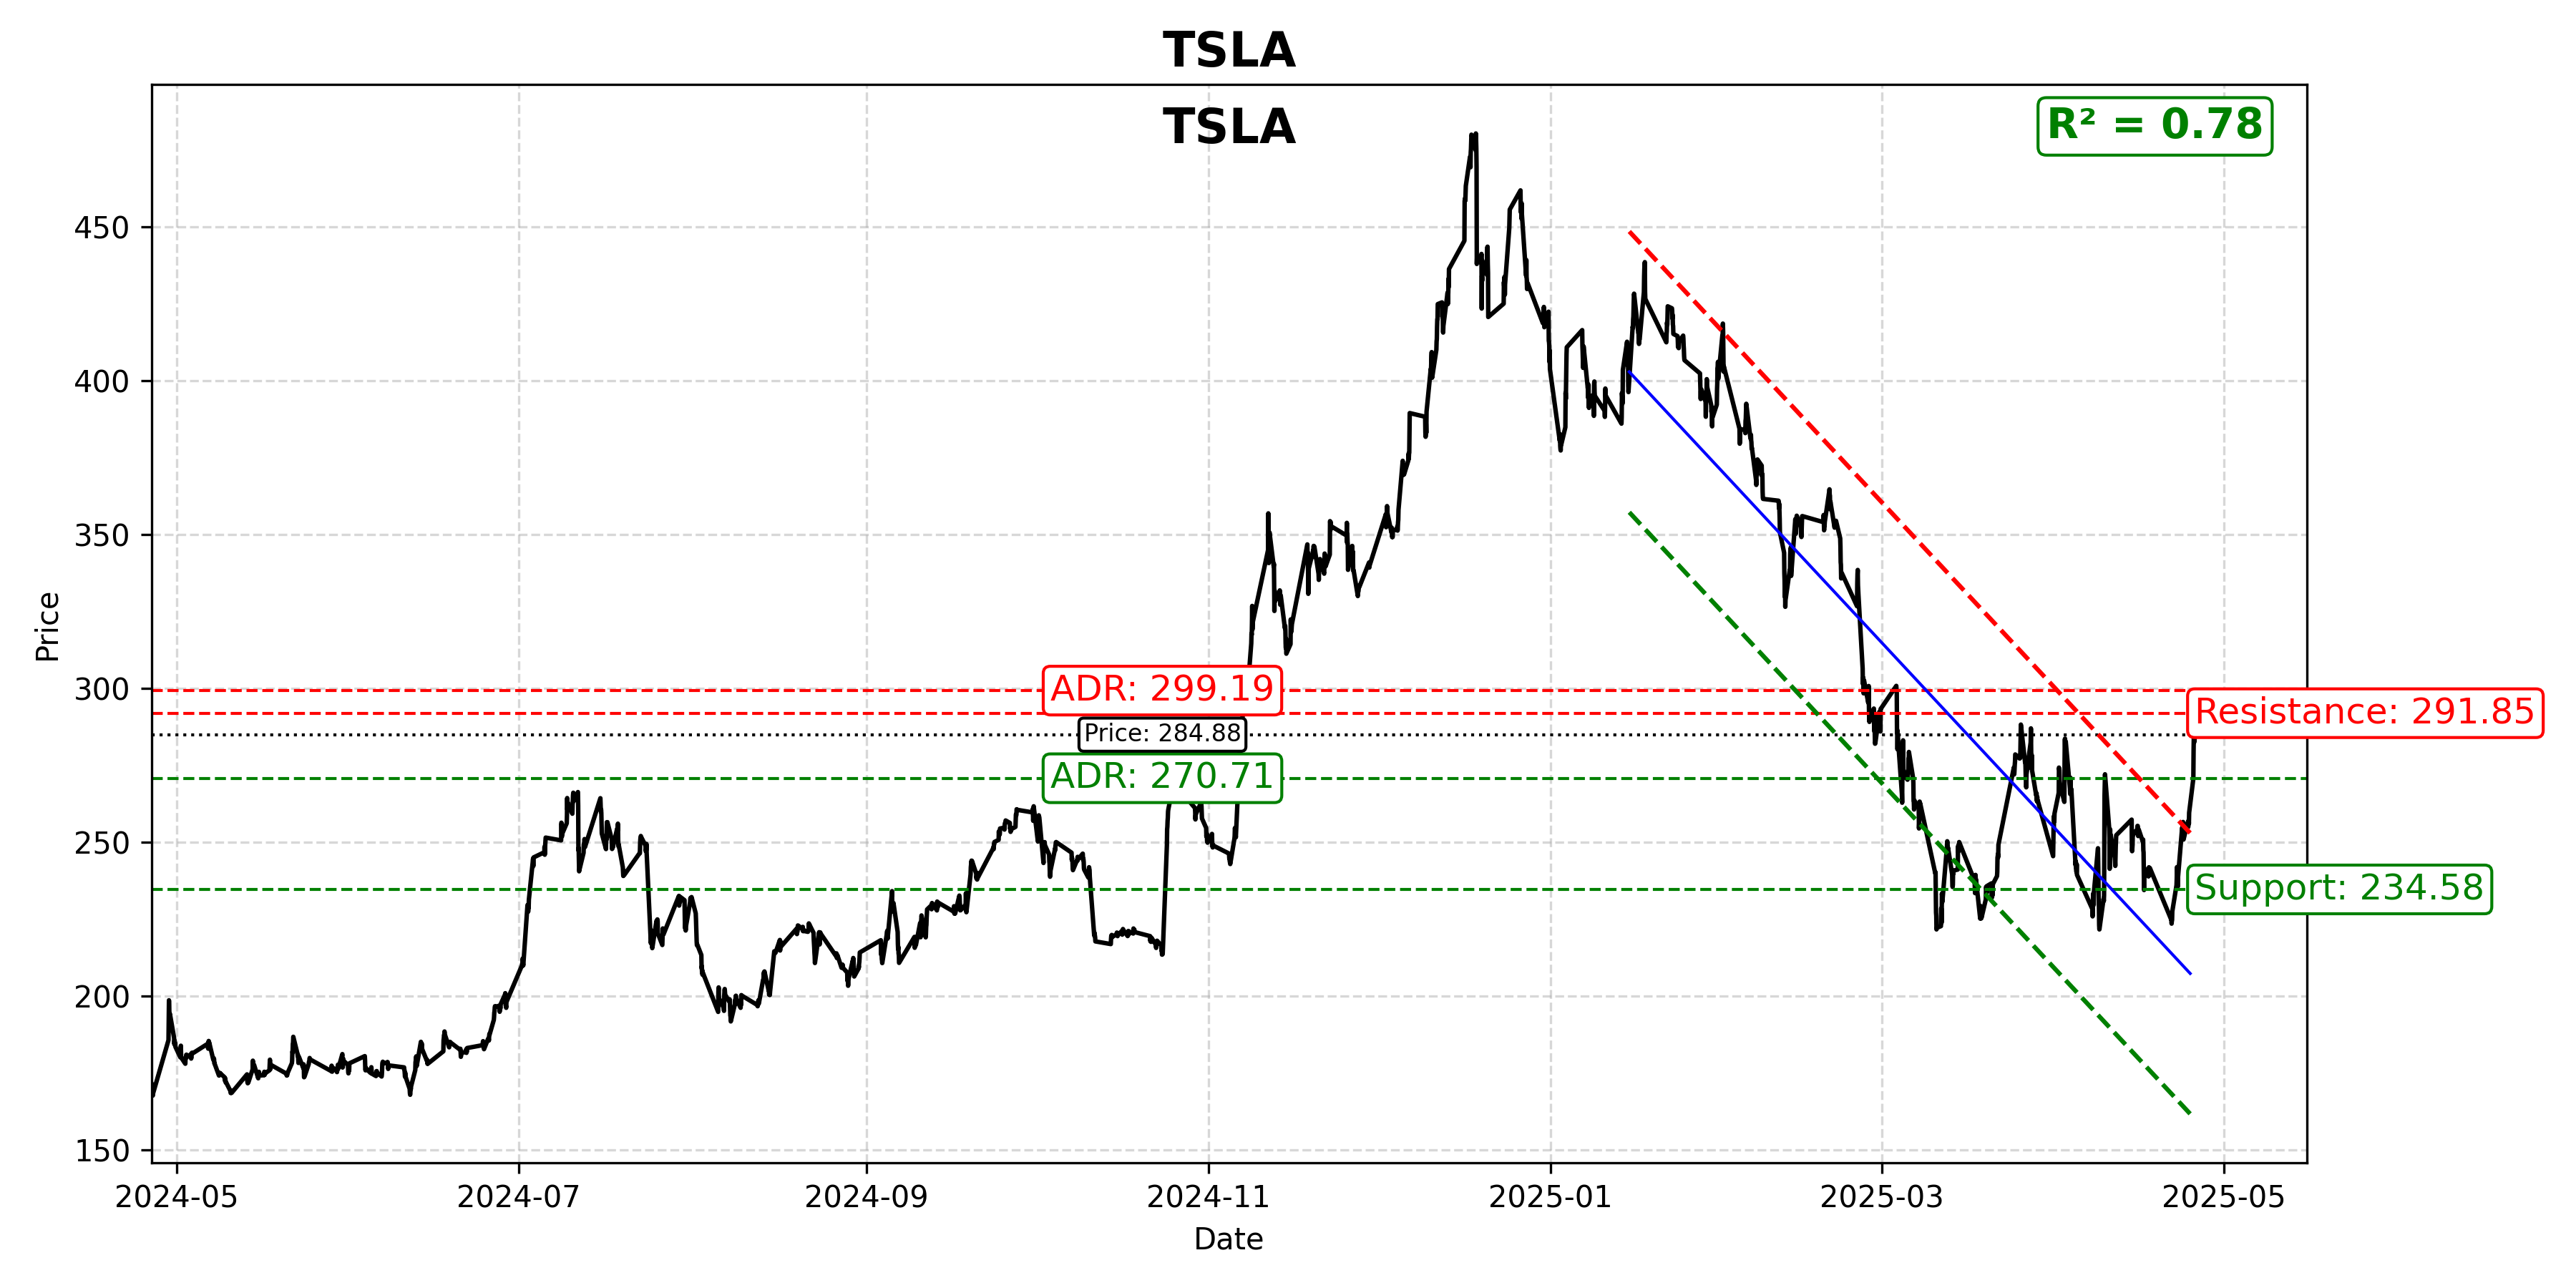 TSLA
TSLA
R² = 0.78
450
400
350
300
250
200
150
Price
ADR: 299.19
Resistance: 291.85
Price: 284.88
ADR: 270.71
Support: 234.58
2024-05
2024-07
2024-09
2024-11
2025-01
2025-03
2025-05
Date